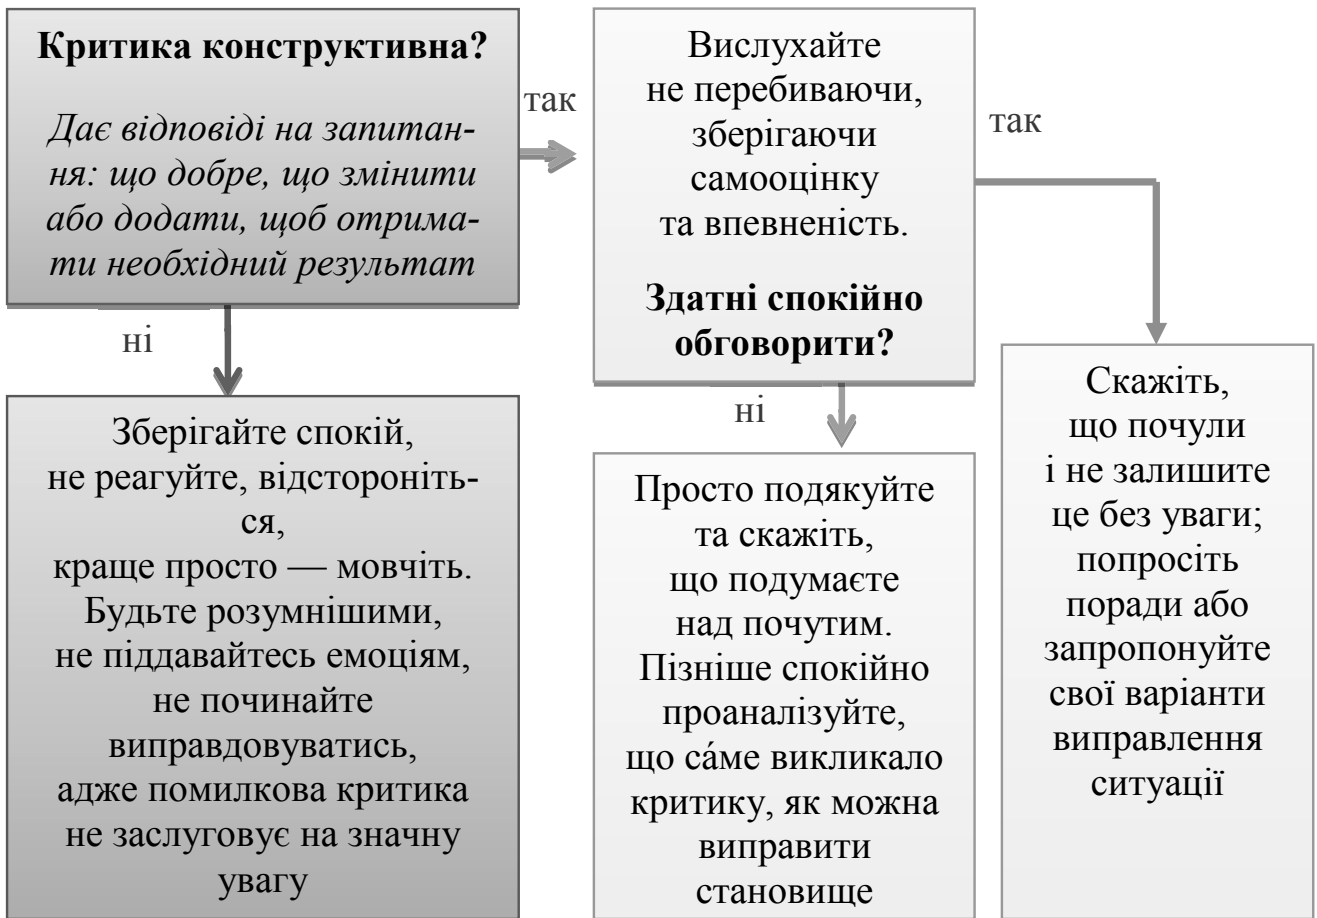 Критика конструктивна?
Дає відповіді на запитан-
ня: що добре, що змінити
або додати, щоб отрима-
ти необхідний результат
так
Вислухайте
не перебиваючи,
зберігаючи
самооцінку
та впевненість.
Здатні спокійно
обговорити?
так
ні
Зберігайте спокій,
не реагуйте, відстороніть-
ся,
краще просто — мовчіть.
Будьте розумнішими,
не піддавайтесь емоціям,
не починайте
виправдовуватись,
адже помилкова критика
не заслуговує на значну
увагу
ні
Просто подякуйте
та скажіть,
що подумаєте
над почутим.
Пізніше спокійно
проаналізуйте,
що са́ме викликало
критику, як можна
виправити
становище
Скажіть,
що почули
і не залишите
це без уваги;
попросіть
поради або
запропонуйте
свої варіанти
виправлення
ситуації